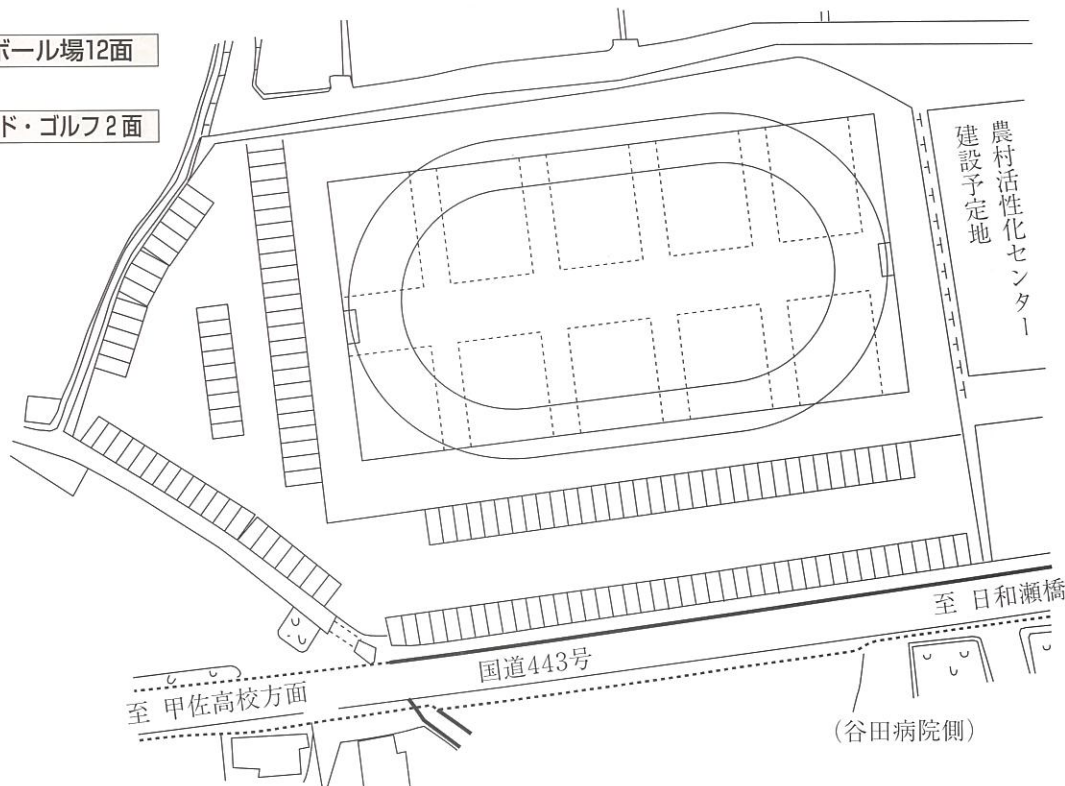 ボール場12面
ド・ゴルフ2面
農村活性化センター
建設予定地
至 日和瀬橋
国道443号
至 甲佐高校方面
(谷田病院側)